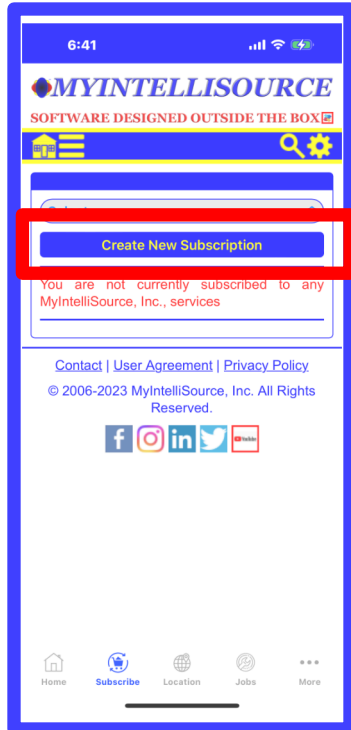 6:41
MYINTELLISOURCE
SOFTWARE DESIGNED OUTSIDE THE BOX
Create New Subscription
You are not currently subscribed to any
MyIntelliSource, Inc., services
Contact | User Agreement | Privacy Policy
© 2006-2023 MyIntelliSource, Inc. All Rights
Reserved.
f in YouTube
Home Subscribe Location Jobs More